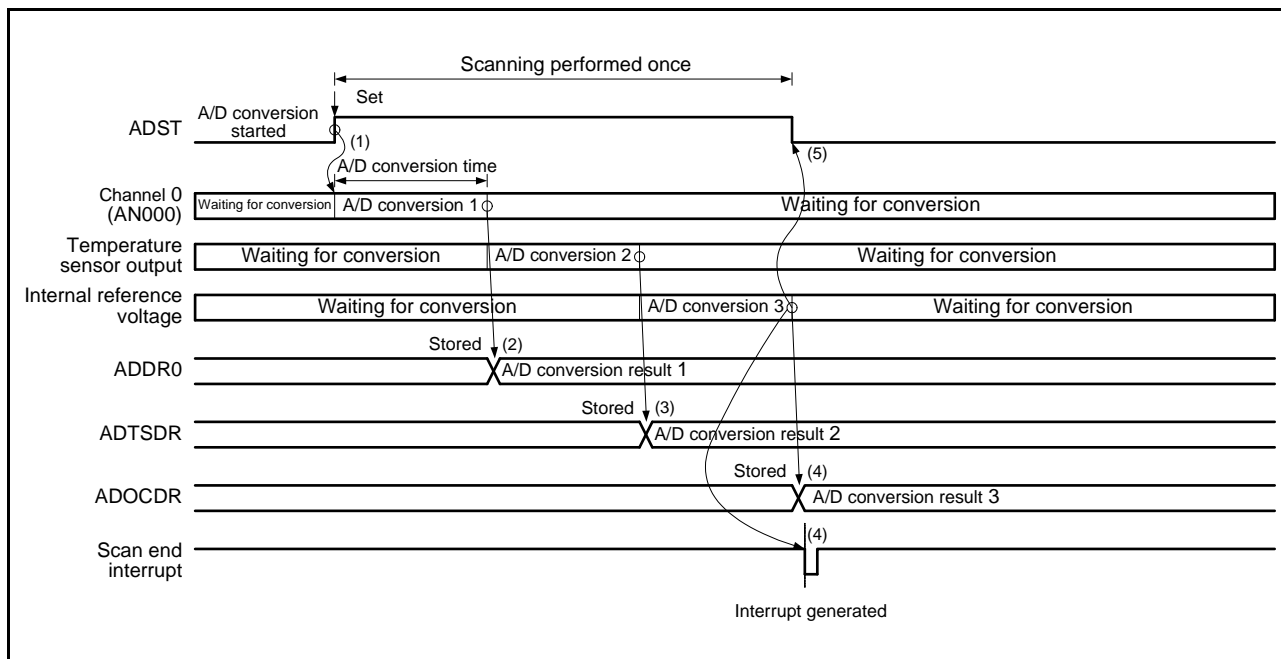 Scanning performed once
Set
A/D conversion
started
ADST
(1)
(5)
A/D conversion time
Channel 0
(AN000)
Waiting for conversion
A/D conversion 1
Waiting for conversion
Temperature
sensor output
Waiting for conversion
A/D conversion 2
Waiting for conversion
Internal reference
voltage
Waiting for conversion
A/D conversion 3
Waiting for conversion
Stored
(2)
ADDR0
A/D conversion result 1
Stored
(3)
ADTSDR
A/D conversion result 2
Stored
(4)
ADOCDR
A/D conversion result 3
(4)
Scan end
interrupt
Interrupt generated